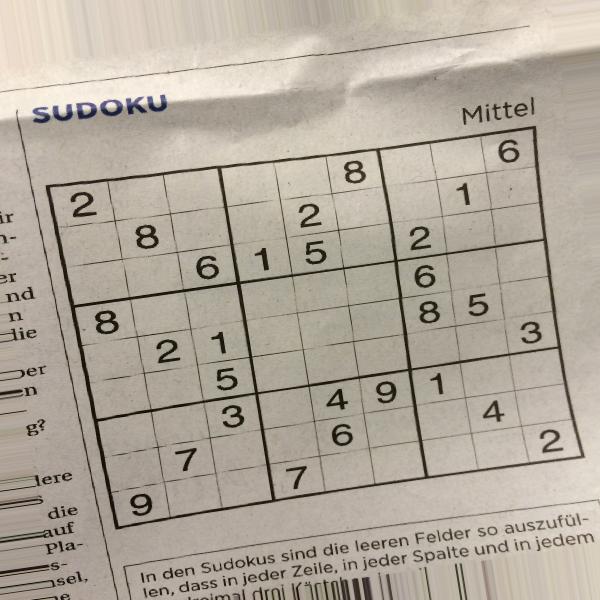 SUDOKU
Mittel
2 8 6
8 2 1
6 1 5 2
8 6
2 1 8 5
5 3
3 4 9 1
7 6 4
9 7 2
ir
er
nd
n
die
er
n
g?
lere
die
auf
Pla-
s-
sel,
In den Sudokus sind die leeren Felder so auszufül-
len, dass in jeder Zeile, in jeder Spalte und in jedem